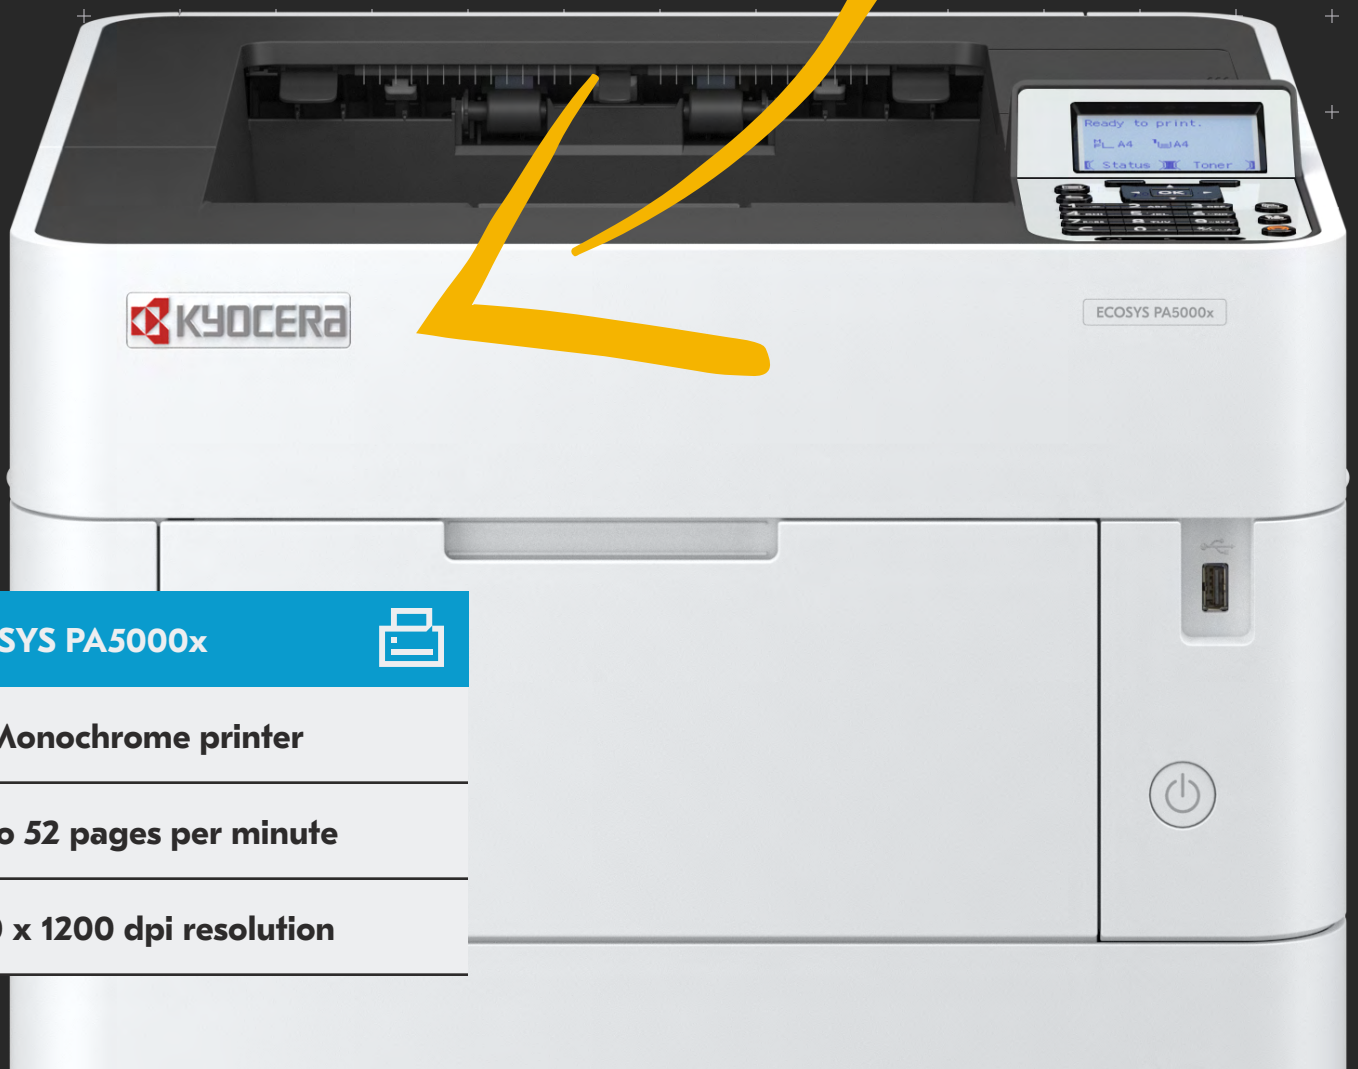 Ready to print.
A4 A4
Status Toner
OK
KYOCERA
ECOSYS PA5000x
SYS PA5000x
Monochrome printer
o 52 pages per minute
x 1200 dpi resolution